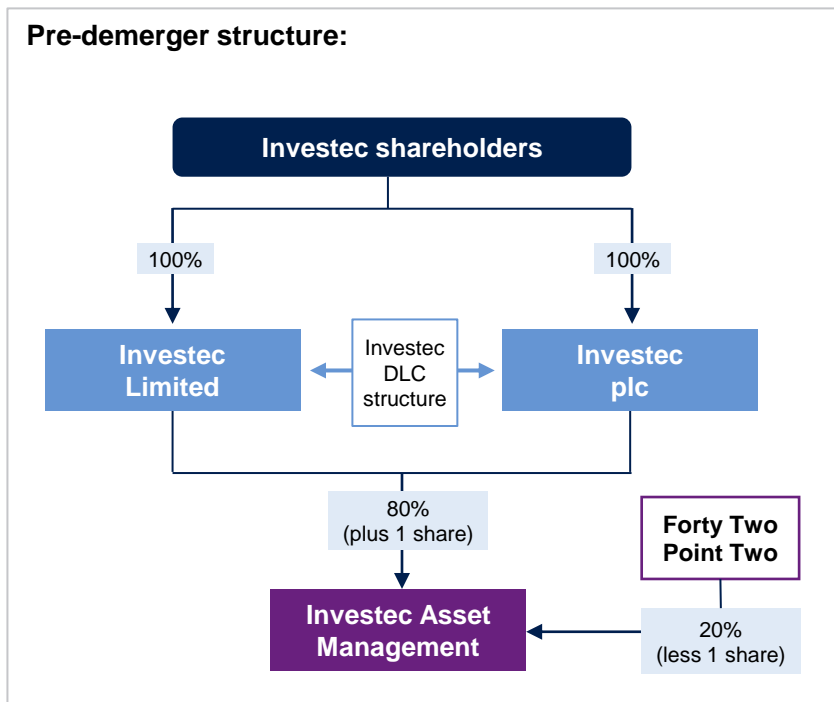 Pre-demerger structure:
Investec shareholders
100%
100%
Investec
Limited
Investec
DLC
structure
Investec
plc
80%
(plus 1 share)
Forty Two
Point Two
Investec Asset
Management
20%
(less 1 share)